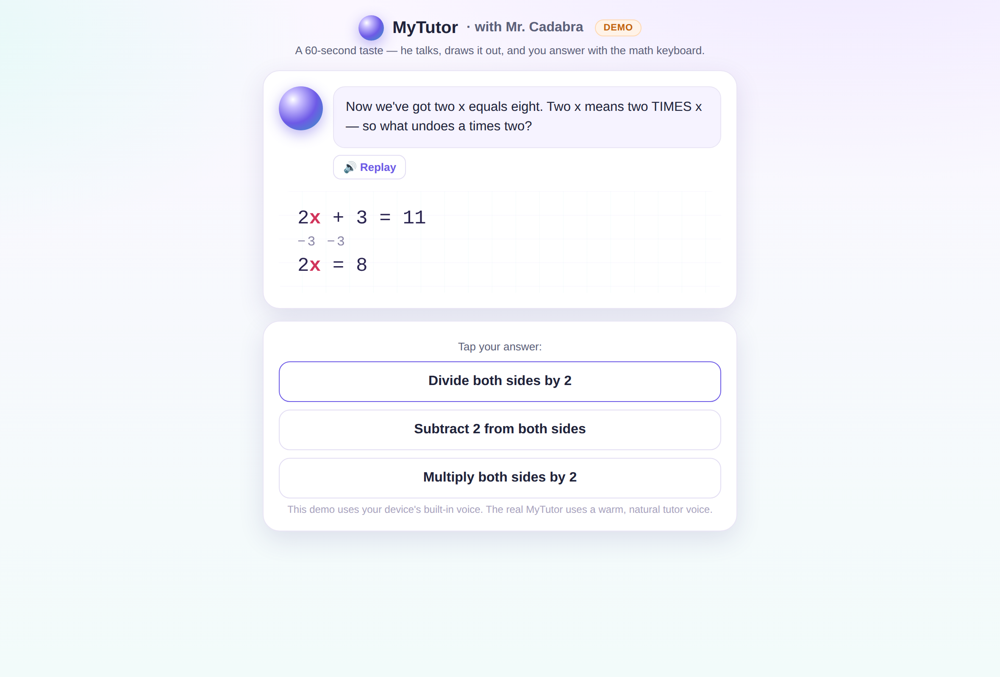 MyTutor · with Mr. Cadabra DEMO
A 60-second taste — he talks, draws it out, and you answer with the math keyboard.
Now we've got two x equals eight. Two x means two TIMES x
— so what undoes a times two?
🔊 Replay
2x + 3 = 11
−3 −3
2x = 8
Tap your answer:
Divide both sides by 2
Subtract 2 from both sides
Multiply both sides by 2
This demo uses your device's built-in voice. The real MyTutor uses a warm, natural tutor voice.